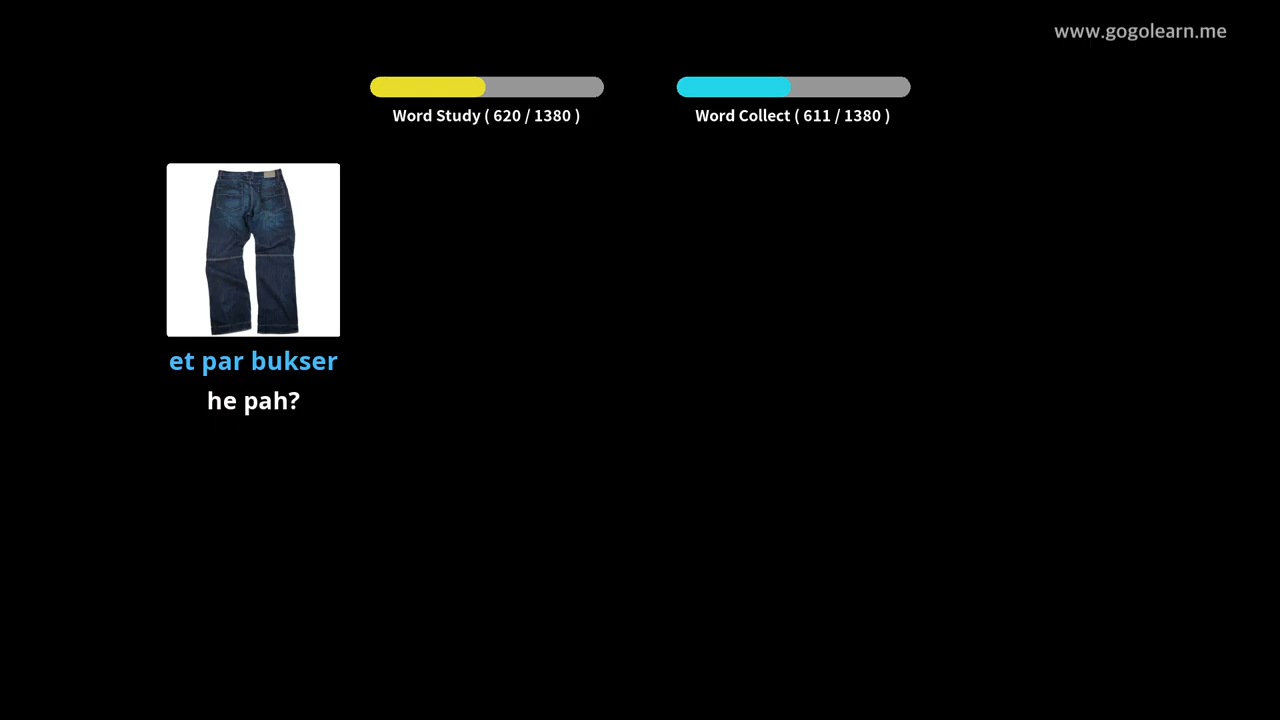 www.gogolearn.me
Word Study ( 620 / 1380 )
Word Collect ( 611 / 1380 )
et par bukser
he pah?